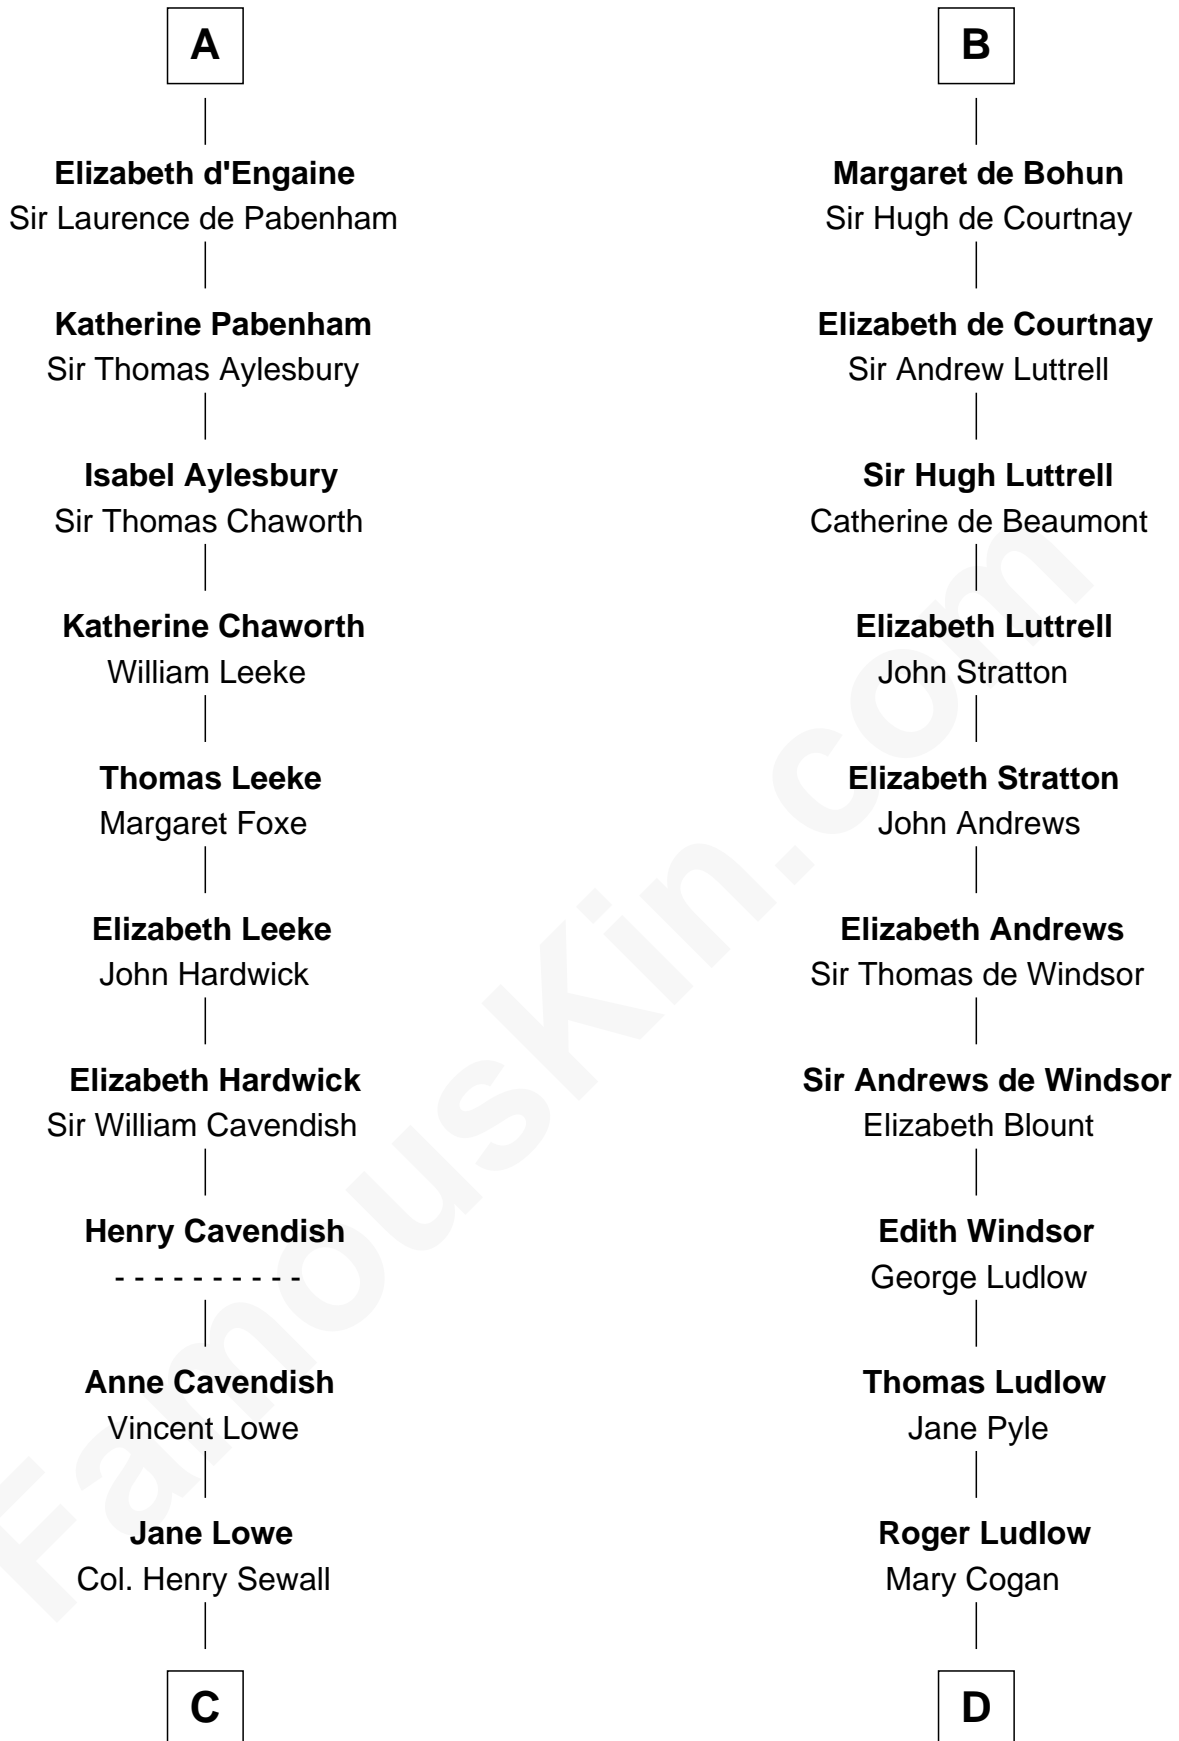 A
Elizabeth d'Engaine
Sir Laurence de Pabenham
Katherine Pabenham
Sir Thomas Aylesbury
Isabel Aylesbury
Sir Thomas Chaworth
Katherine Chaworth
William Leeke
Thomas Leeke
Margaret Foxe
Elizabeth Leeke
John Hardwick
Elizabeth Hardwick
Sir William Cavendish
Henry Cavendish
- - - - - - - - - -
Anne Cavendish
Vincent Lowe
Jane Lowe
Col. Henry Sewall
C
B
Margaret de Bohun
Sir Hugh de Courtnay
Elizabeth de Courtnay
Sir Andrew Luttrell
Sir Hugh Luttrell
Catherine de Beaumont
Elizabeth Luttrell
John Stratton
Elizabeth Stratton
John Andrews
Elizabeth Andrews
Sir Thomas de Windsor
Sir Andrews de Windsor
Elizabeth Blount
Edith Windsor
George Ludlow
Thomas Ludlow
Jane Pyle
Roger Ludlow
Mary Cogan
D
FamousKin.com